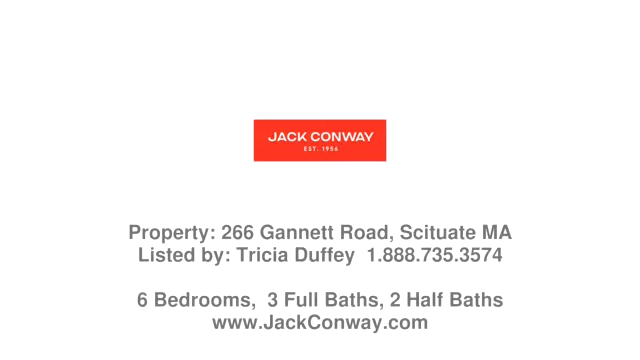 JACK CONWAY
EST. 1956
Property: 266 Gannett Road, Scituate MA
Listed by: Tricia Duffey  1.888.735.3574
6 Bedrooms,  3 Full Baths, 2 Half Baths
www.JackConway.com